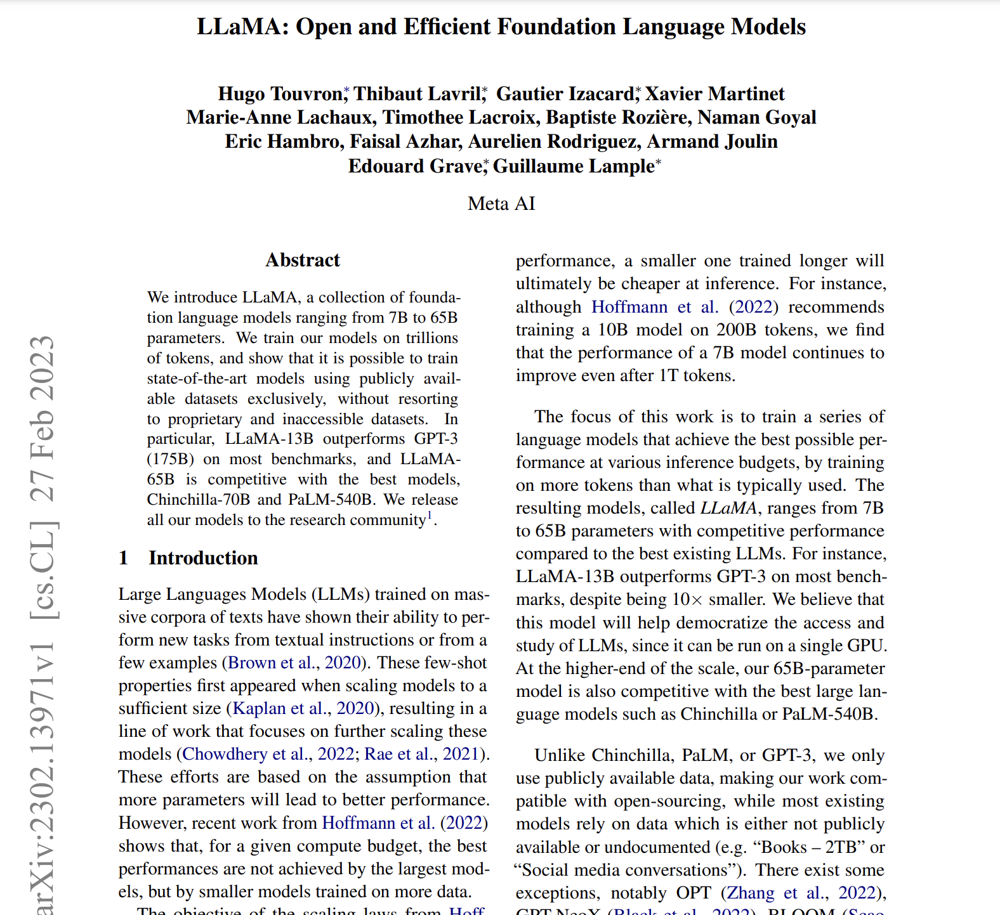 LLaMA: Open and Efficient Foundation Language Models
Hugo Touvron,* Thibaut Lavril,* Gautier Izacard,* Xavier Martinet
Marie-Anne Lachaux, Timothee Lacroix, Baptiste Rozière, Naman Goyal
Eric Hambro, Faisal Azhar, Aurelien Rodriguez, Armand Joulin
Edouard Grave,* Guillaume Lample*
Meta AI
arXiv:2302.13971v1 [cs.CL] 27 Feb 2023
Abstract
We introduce LLaMA, a collection of founda-
tion language models ranging from 7B to 65B
parameters. We train our models on trillions
of tokens, and show that it is possible to train
state-of-the-art models using publicly avail-
able datasets exclusively, without resorting
to proprietary and inaccessible datasets. In
particular, LLaMA-13B outperforms GPT-3
(175B) on most benchmarks, and LLaMA-
65B is competitive with the best models,
Chinchilla-70B and PaLM-540B. We release
all our models to the research community1.
1 Introduction
Large Languages Models (LLMs) trained on mas-
sive corpora of texts have shown their ability to per-
form new tasks from textual instructions or from a
few examples (Brown et al., 2020). These few-shot
properties first appeared when scaling models to a
sufficient size (Kaplan et al., 2020), resulting in a
line of work that focuses on further scaling these
models (Chowdhery et al., 2022; Rae et al., 2021).
These efforts are based on the assumption that
more parameters will lead to better performance.
However, recent work from Hoffmann et al. (2022)
shows that, for a given compute budget, the best
performances are not achieved by the largest mod-
els, but by smaller models trained on more data.
The objective of the scaling laws from Hoff-
performance, a smaller one trained longer will
ultimately be cheaper at inference. For instance,
although Hoffmann et al. (2022) recommends
training a 10B model on 200B tokens, we find
that the performance of a 7B model continues to
improve even after 1T tokens.
The focus of this work is to train a series of
language models that achieve the best possible per-
formance at various inference budgets, by training
on more tokens than what is typically used. The
resulting models, called LLaMA, ranges from 7B
to 65B parameters with competitive performance
compared to the best existing LLMs. For instance,
LLaMA-13B outperforms GPT-3 on most bench-
marks, despite being 10× smaller. We believe that
this model will help democratize the access and
study of LLMs, since it can be run on a single GPU.
At the higher-end of the scale, our 65B-parameter
model is also competitive with the best large lan-
guage models such as Chinchilla or PaLM-540B.
Unlike Chinchilla, PaLM, or GPT-3, we only
use publicly available data, making our work com-
patible with open-sourcing, while most existing
models rely on data which is either not publicly
available or undocumented (e.g. “Books – 2TB” or
“Social media conversations”). There exist some
exceptions, notably OPT (Zhang et al., 2022),
GPT-NeoX (Black et al., 2022), BLOOM (Scao